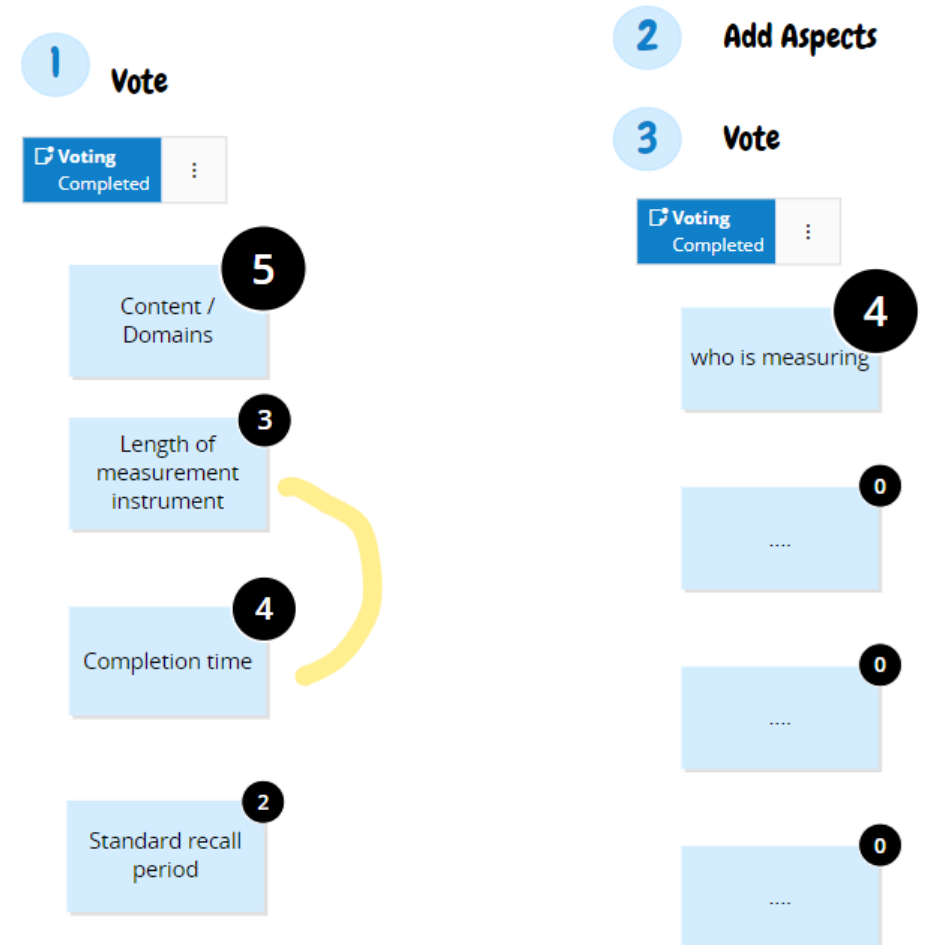 1
Vote
Voting
Completed
5
Content /
Domains
3
Length of
measurement
instrument
4
Completion time
2
Standard recall
period
2
Add Aspects
3
Vote
Voting
Completed
4
who is measuring
0
....
0
....
0
....